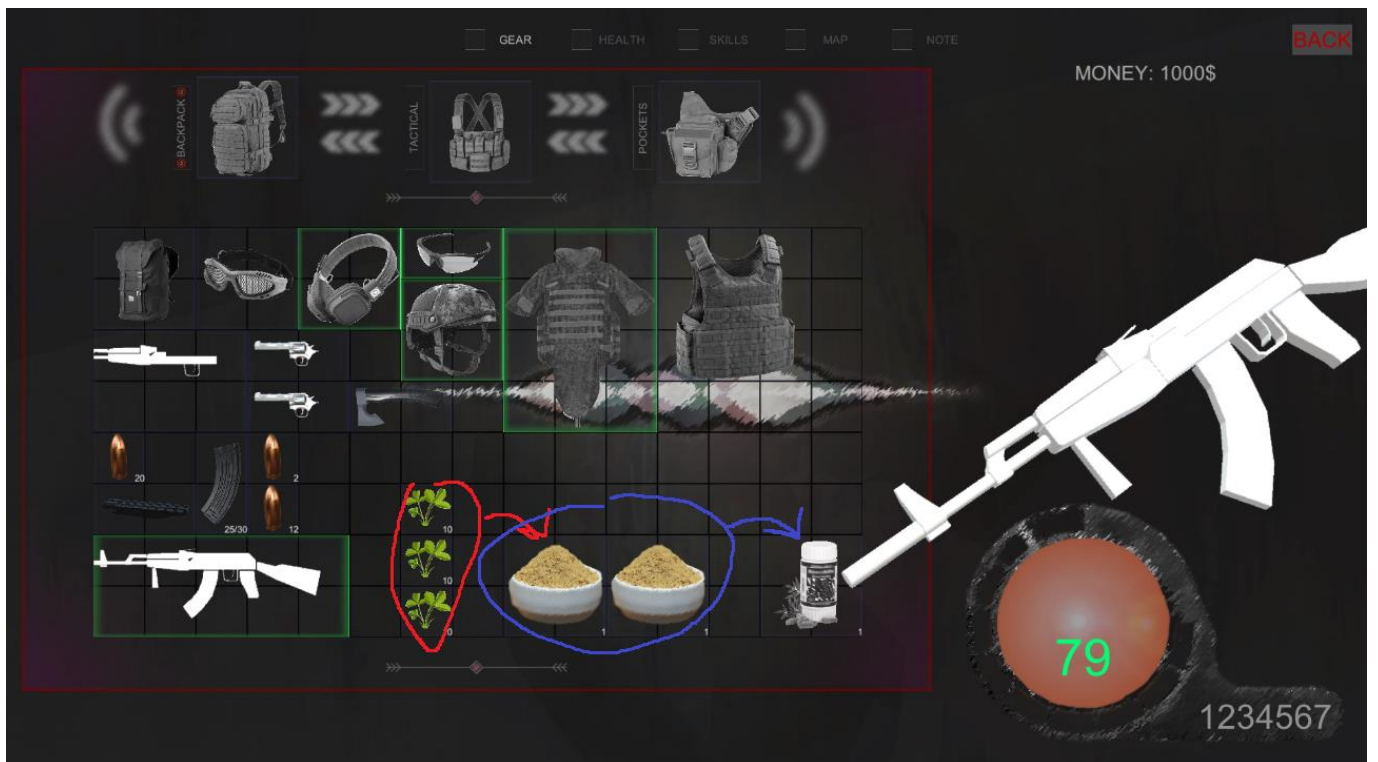 GEAR HEALTH SKILLS MAP NOTE
BACK
MONEY: 1000$
BACKPACK
TACTICAL
POCKETS
20
2
25/30
12
10
10
0
1
1
1
79
1234567